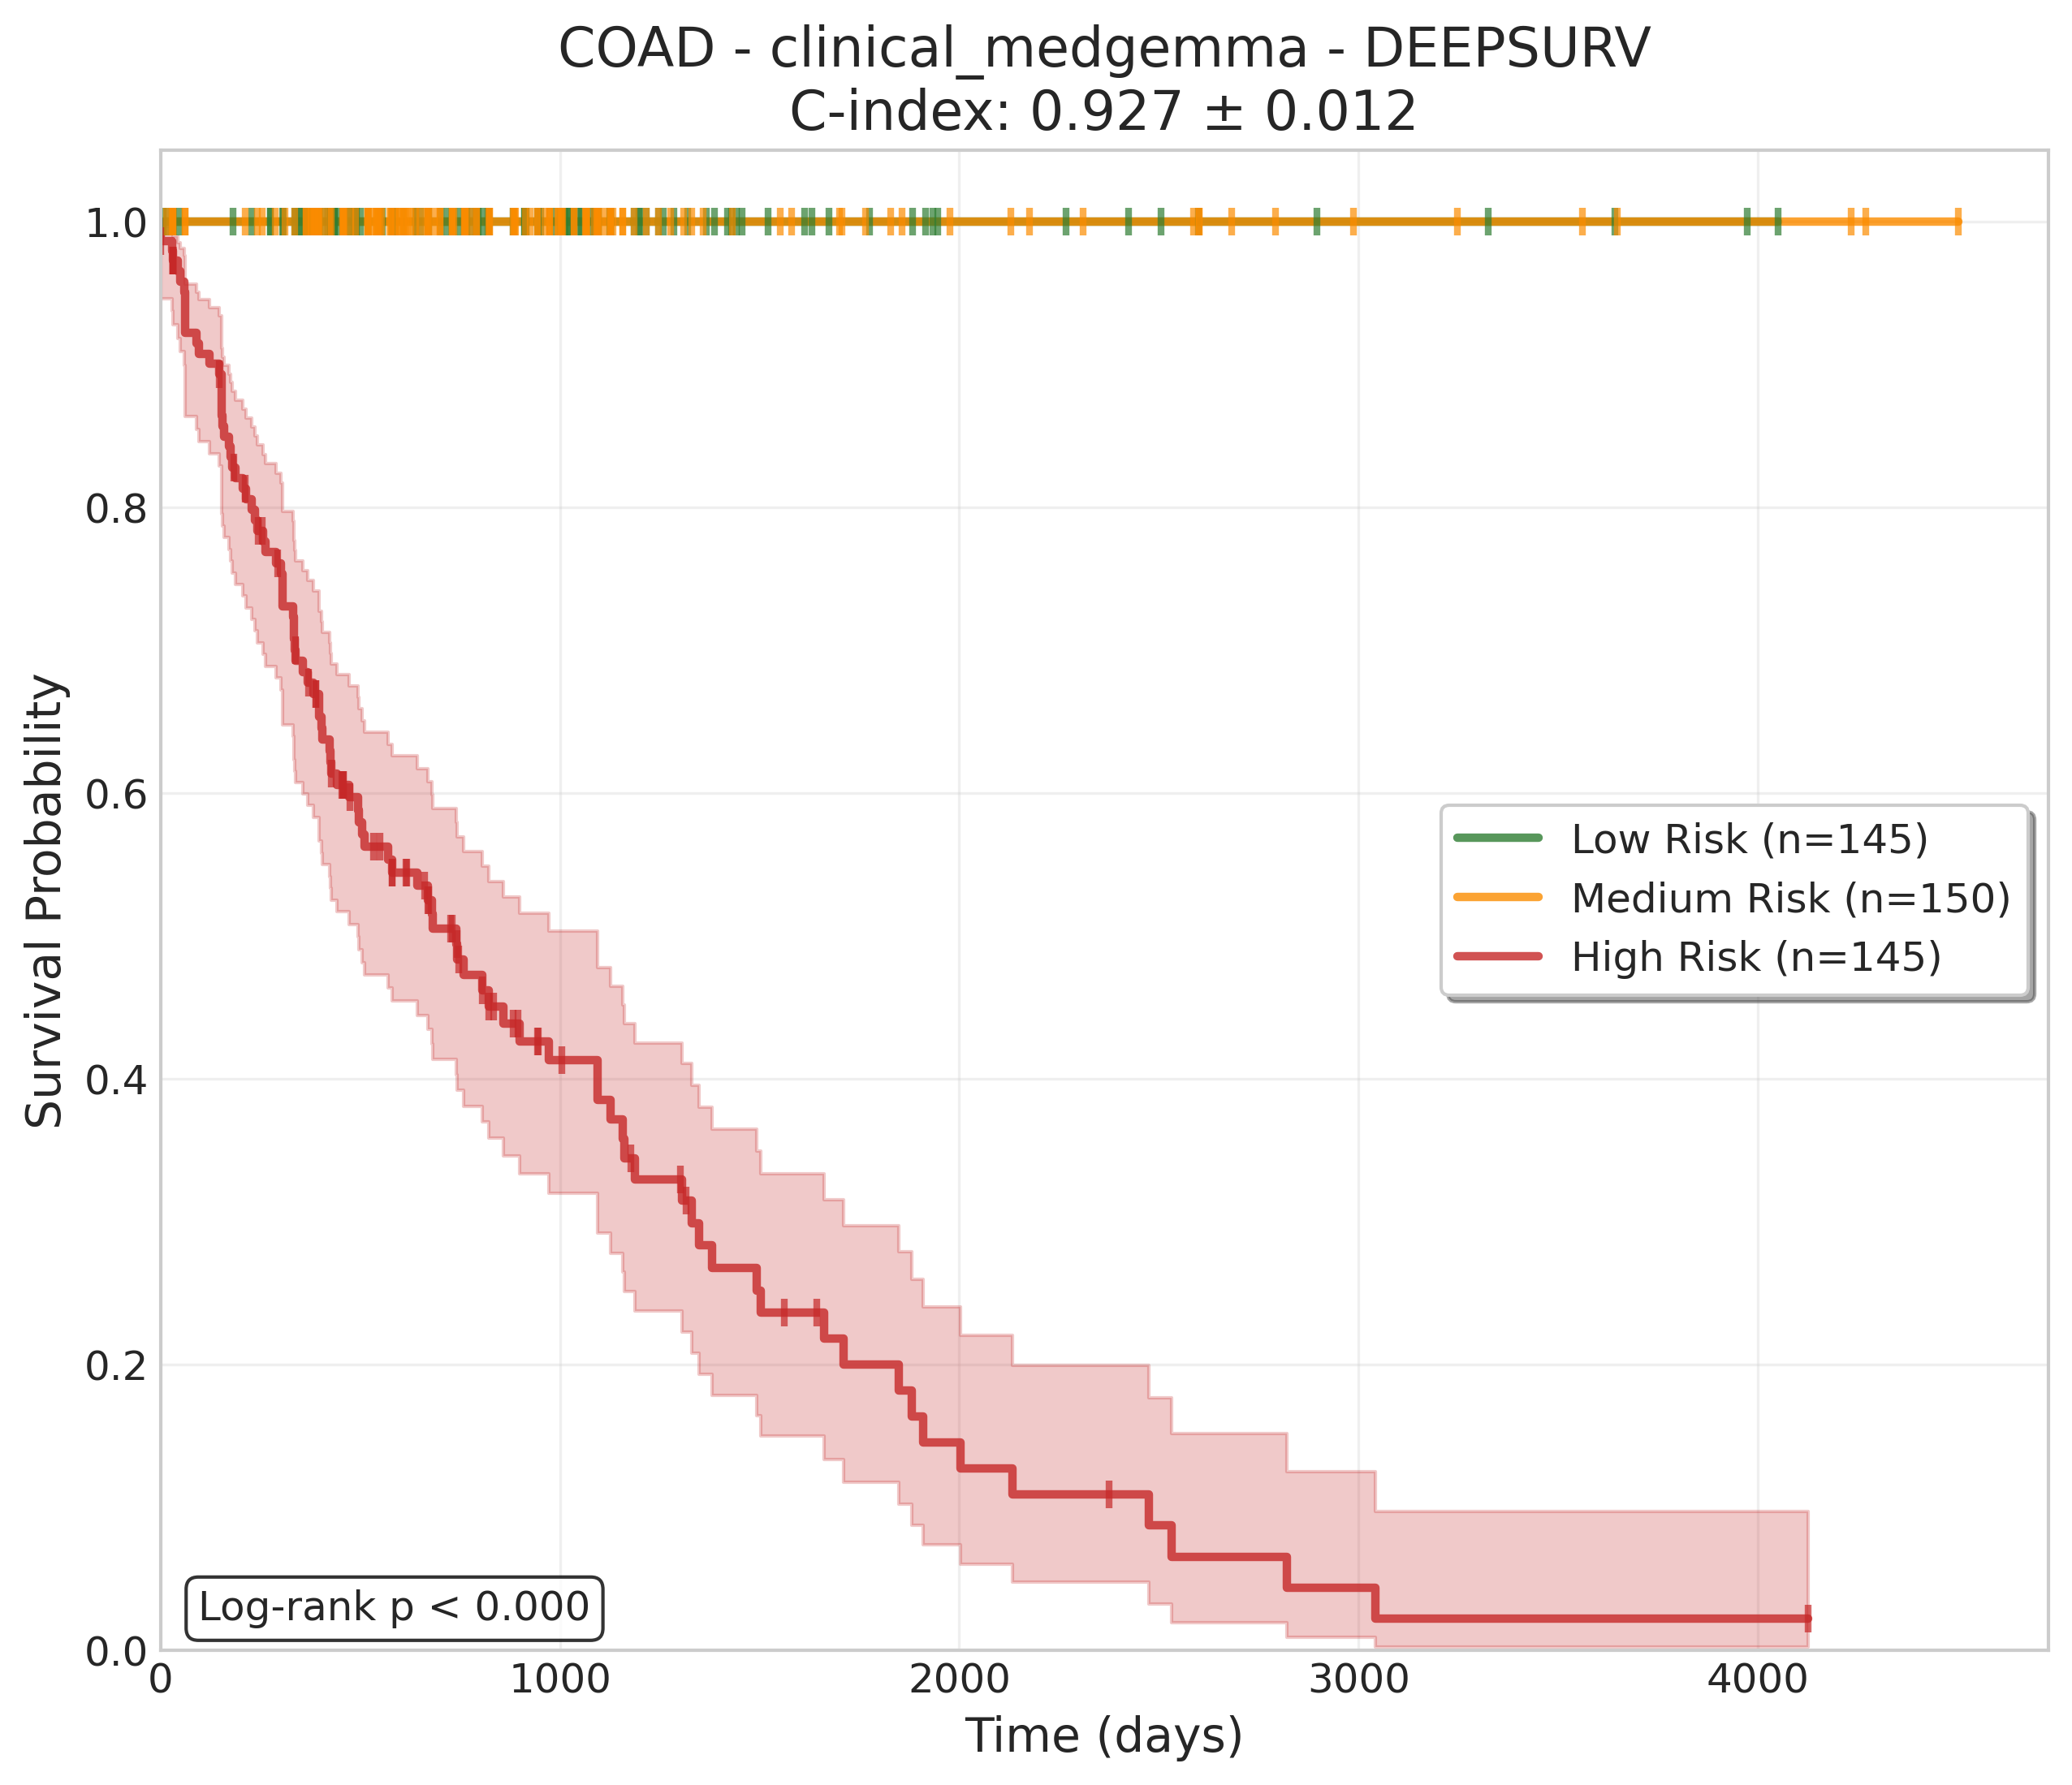 COAD - clinical_medgemma - DEEPSURV
C-index: 0.927 ± 0.012
Survival Probability
1.0
0.8
0.6
0.4
0.2
0.0
Low Risk (n=145)
Medium Risk (n=150)
High Risk (n=145)
Log-rank p < 0.000
0 1000 2000 3000 4000
Time (days)